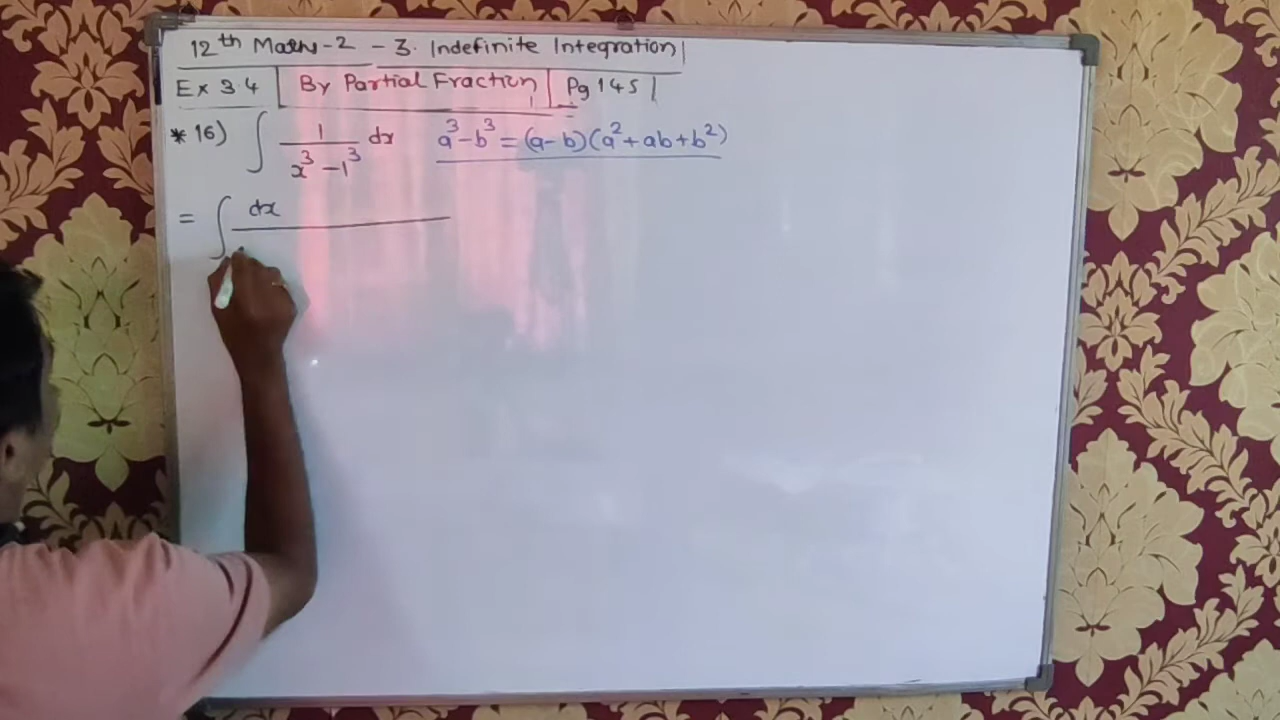 12th Maths-2 - 3. Indefinite Integration
Ex 3.4 | By Partial Fraction | Pg 145
* 16) ∫ 1/(x³ - 1³) dx a³-b³ = (a-b)(a²+ab+b²)
= ∫ dx